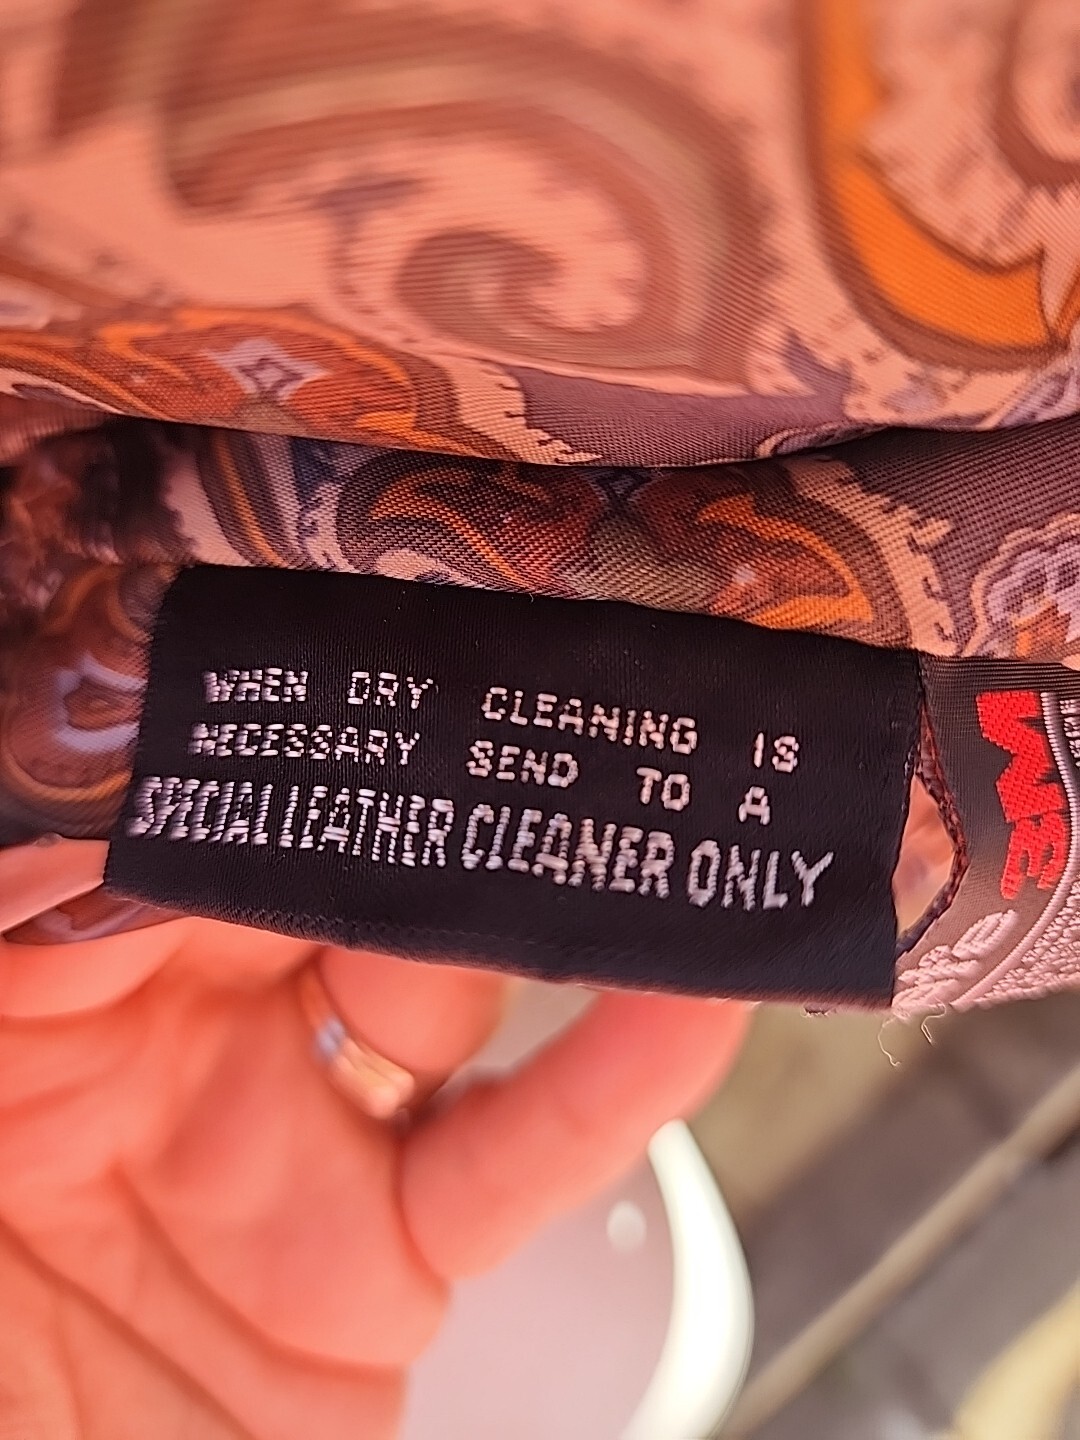 WHEN DRY CLEANING IS
NECESSARY SEND TO A
SPECIAL LEATHER CLEANER ONLY